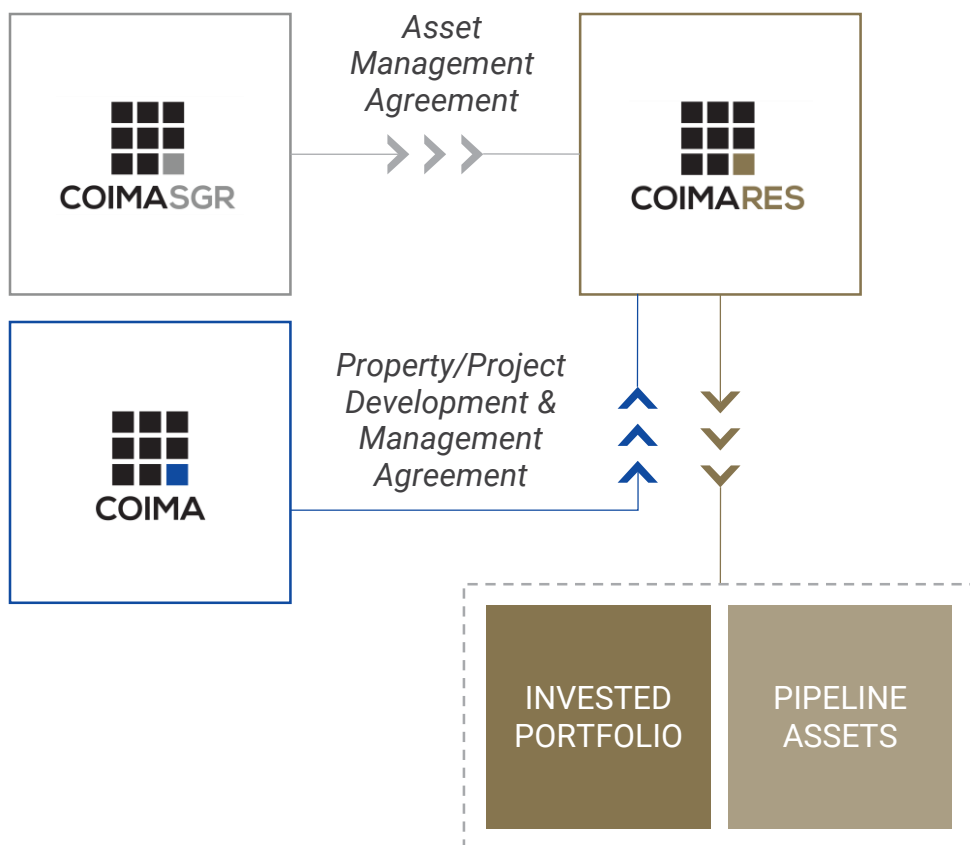 Asset
Management
Agreement
COIMASGR
COIMARES
Property/Project
Development &
Management
Agreement
COIMA
INVESTED
PORTFOLIO
PIPELINE
ASSETS